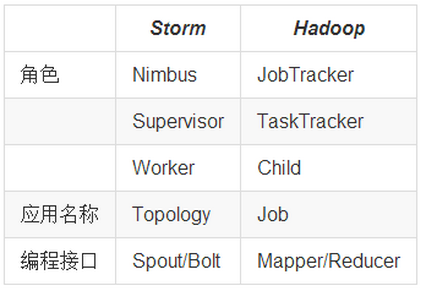 Storm Hadoop
角色 Nimbus JobTracker
Supervisor TaskTracker
Worker Child
应用名称 Topology Job
编程接口 Spout/Bolt Mapper/Reducer